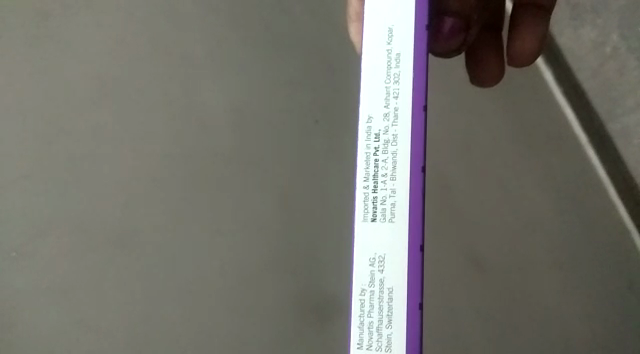 Manufactured by :
Novartis Pharma Stein AG.,
Schaffhauserstrasse, 4332,
Stein, Switzerland.
Imported & Marketed in India by
Novartis Healthcare Pvt. Ltd.,
Gala No. 1-A & 2-A, Bldg. No. 28, Arihant Compound, Kopar,
Purna, Tal - Bhiwandi, Dist - Thane - 421 302, India